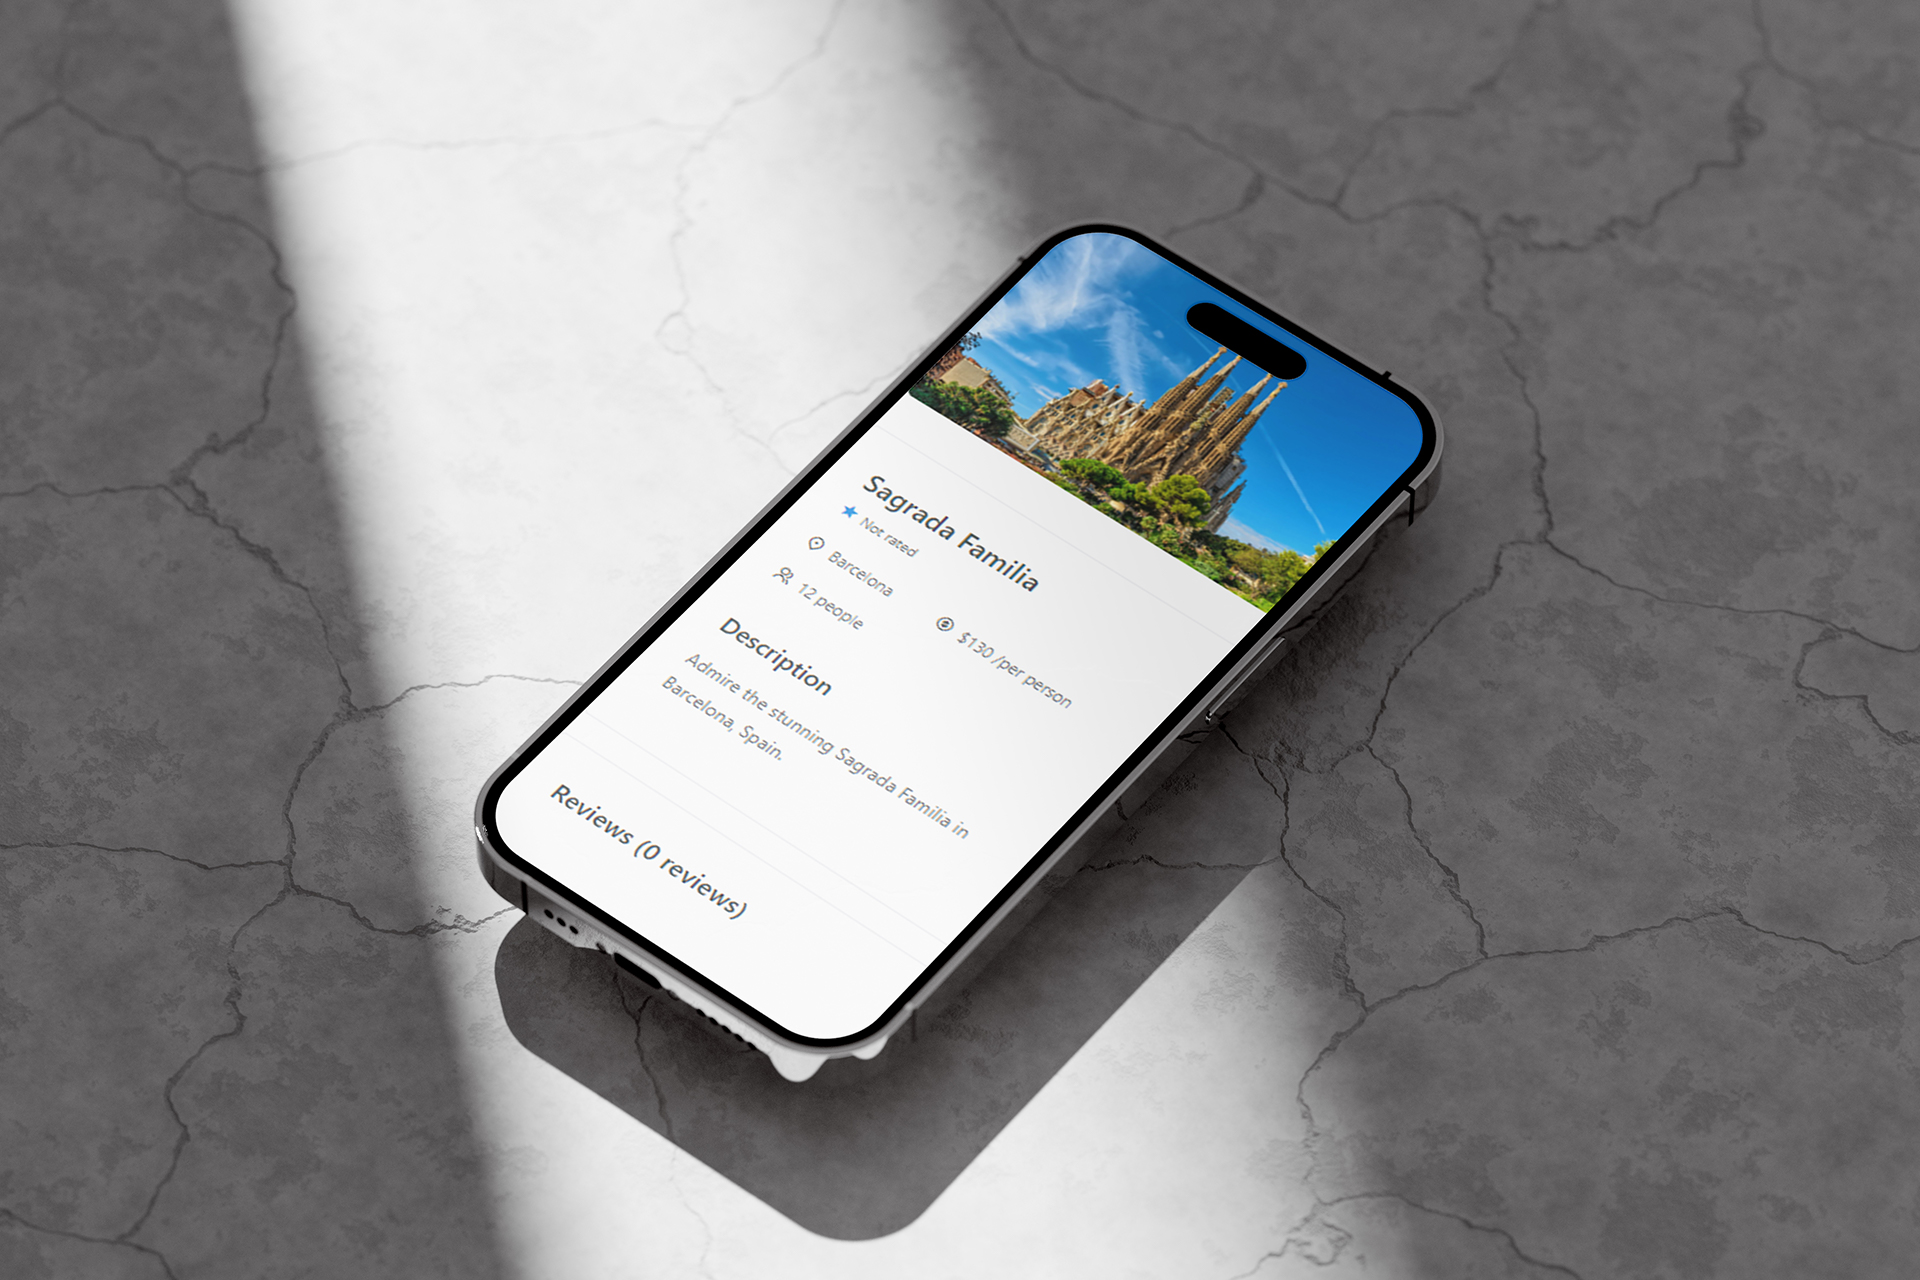 Sagrada Familia
Not rated
Barcelona
12 people
$130 /per person
Description
Admire the stunning Sagrada Familia in
Barcelona, Spain.
Reviews (0 reviews)